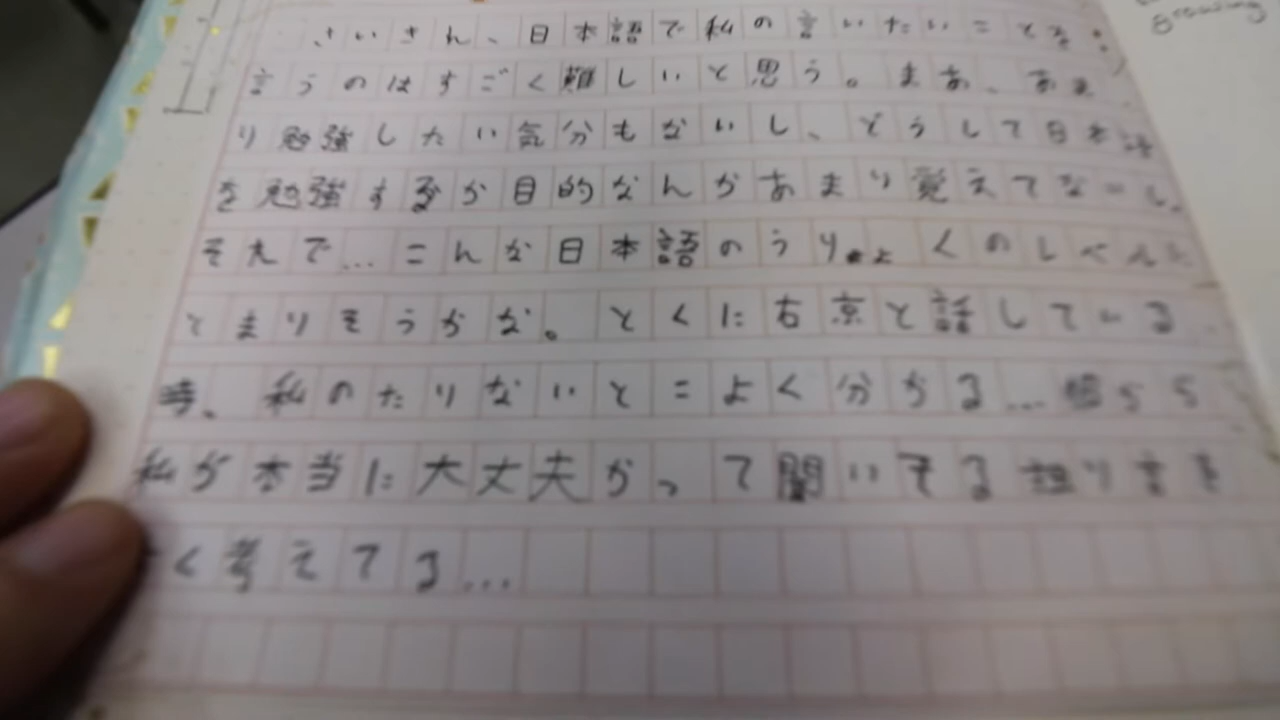 さいきん、日本語で私の言いたいことを
言うのはすごく難しいと思う。まあ、あま
り勉強したい気分もないし、どうして日本語
を勉強するか目的なんかあまり覚えてないし。
それで…こんな日本語のうりょくのレベルに
とまりそうかな。とくに右京と話している
時、私のたりないとこよく分かる…
私が本当に大丈夫かって聞いてる
く考えてる…
growing